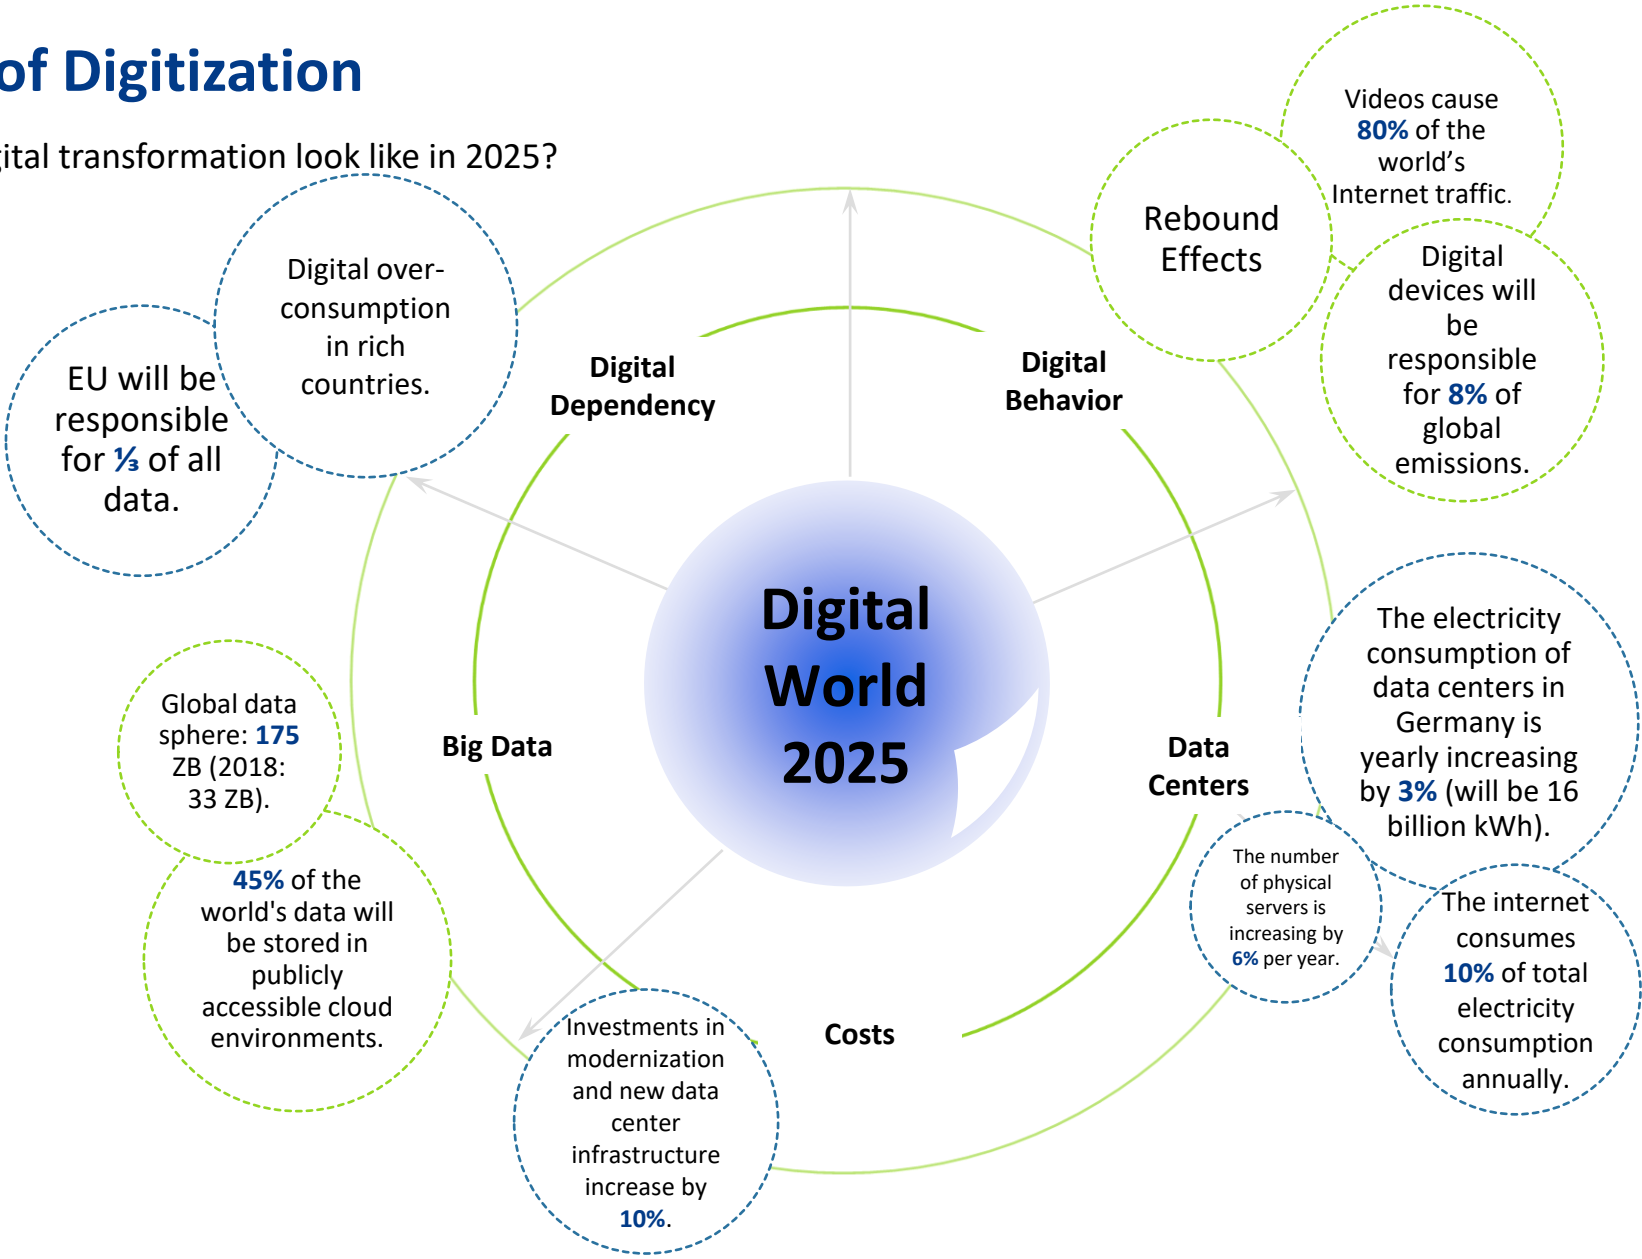 of Digitization
gital transformation look like in 2025?
Videos cause
80% of the
world’s
Internet traffic.
Rebound
Effects
Digital
devices will
be
responsible
for 8% of
global
emissions.
Digital over-
consumption
in rich
countries.
EU will be
responsible
for ⅓ of all
data.
Digital
Dependency
Digital
Behavior
Digital
World
2025
Big Data
Data
Centers
Costs
The electricity
consumption of
data centers in
Germany is
yearly increasing
by 3% (will be 16
billion kWh).
The number
of physical
servers is
increasing by
6% per year.
The internet
consumes
10% of total
electricity
consumption
annually.
Global data
sphere: 175
ZB (2018:
33 ZB).
45% of the
world's data will
be stored in
publicly
accessible cloud
environments.
Investments in
modernization
and new data
center
infrastructure
increase by
10%.